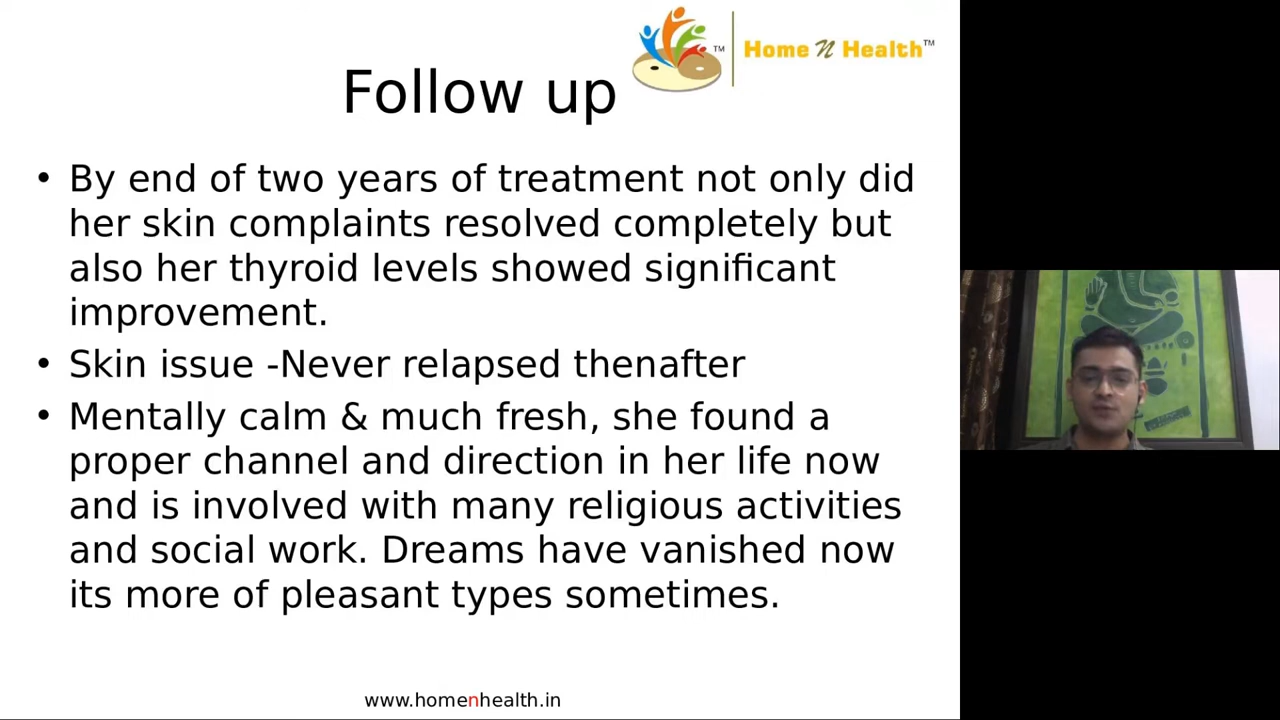 TM
Home N Health™
Follow up
• By end of two years of treatment not only did
her skin complaints resolved completely but
also her thyroid levels showed significant
improvement.
• Skin issue -Never relapsed thenafter
• Mentally calm & much fresh, she found a
proper channel and direction in her life now
and is involved with many religious activities
and social work. Dreams have vanished now
its more of pleasant types sometimes.
www.homenhealth.in